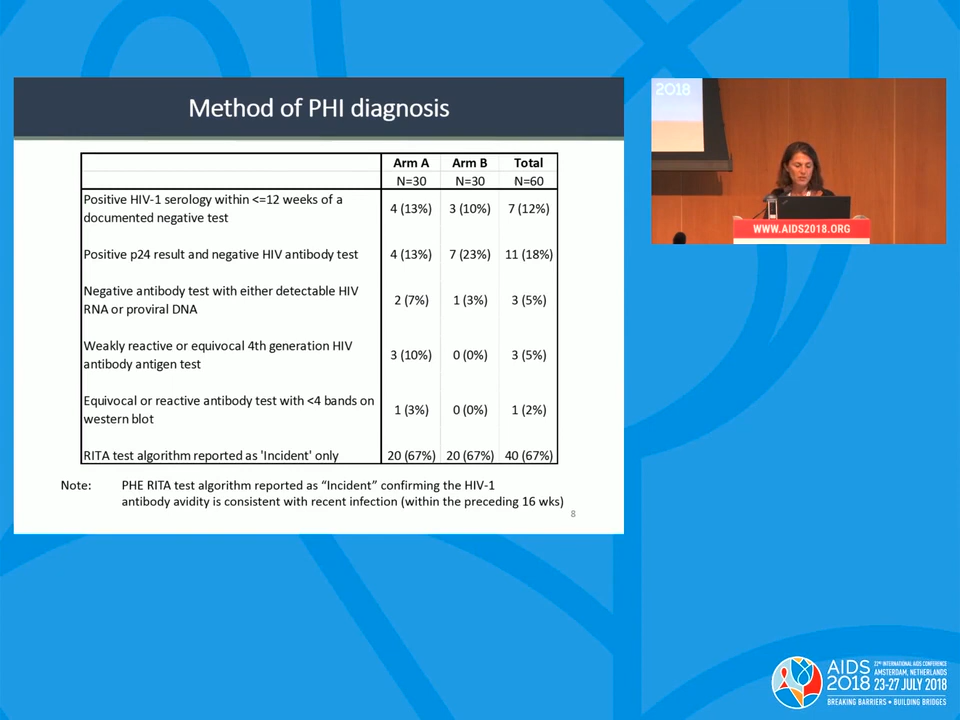 Method of PHI diagnosis
Arm A Arm B Total
N=30 N=30 N=60
Positive HIV-1 serology within <=12 weeks of a
documented negative test
4 (13%) 3 (10%) 7 (12%)
Positive p24 result and negative HIV antibody test 4 (13%) 7 (23%) 11 (18%)
Negative antibody test with either detectable HIV
RNA or proviral DNA
2 (7%) 1 (3%) 3 (5%)
Weakly reactive or equivocal 4th generation HIV
antibody antigen test
3 (10%) 0 (0%) 3 (5%)
Equivocal or reactive antibody test with <4 bands on
western blot
1 (3%) 0 (0%) 1 (2%)
RITA test algorithm reported as 'Incident' only 20 (67%) 20 (67%) 40 (67%)
Note: PHE RITA test algorithm reported as “Incident” confirming the HIV-1
antibody avidity is consistent with recent infection (within the preceding 16 wks)
8
2018
WWW.AIDS2018.ORG
AIDS
2018
22ND INTERNATIONAL AIDS CONFERENCE
AMSTERDAM, NETHERLANDS
23-27 JULY 2018
BREAKING BARRIERS • BUILDING BRIDGES